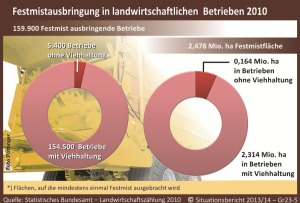 Festmistausbringung in landwirtschaftlichen Betrieben 2010
159.900 Festmist ausbringende Betriebe
5.400 Betriebe
ohne Viehhaltung
154.500 Betriebe
mit Viehhaltung
2,478 Mio. ha Festmistfläche
0,164 Mio. ha
in Betrieben
ohne Viehhaltung
2,314 Mio. ha
in Betrieben
mit Viehhaltung
*) Flächen, auf die mindestens einmal Festmist ausgebracht wird
Quelle: Statistisches Bundesamt – Landwirtschaftszählung 2010
© Situationsbericht 2013/14 – Gr23-5